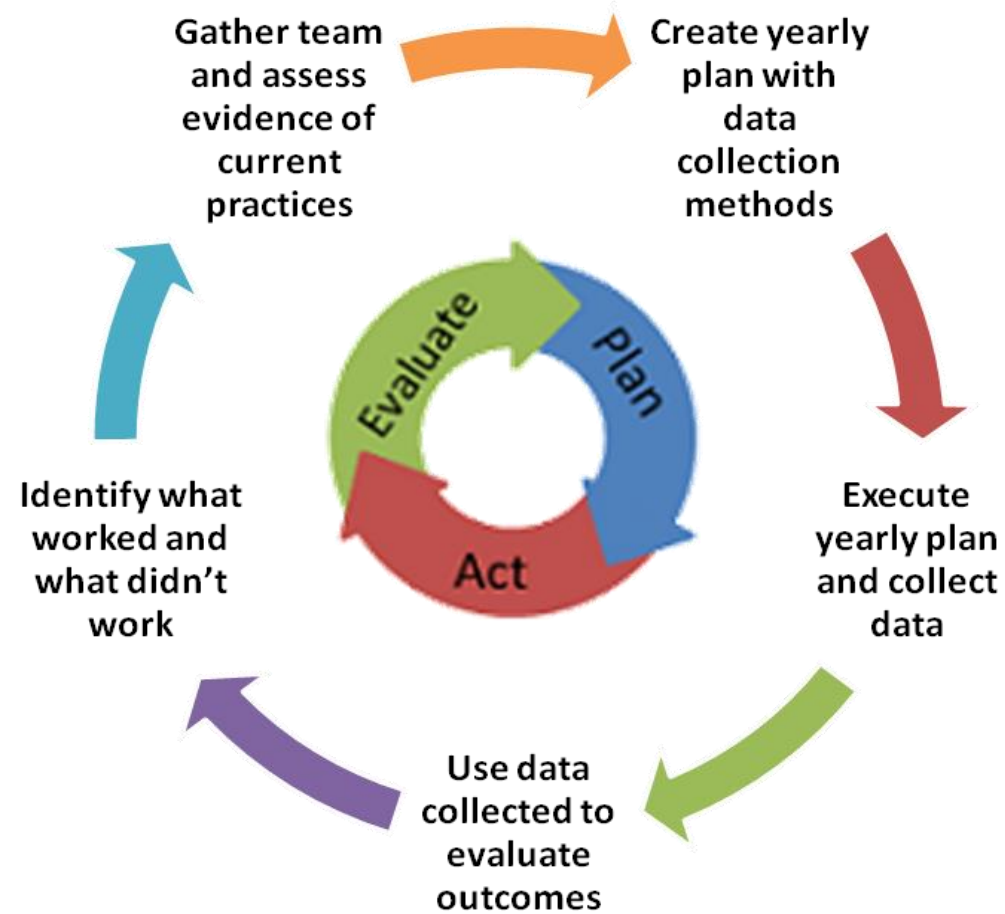 Gather team
and assess
evidence of
current
practices
Create yearly
plan with
data
collection
methods
Execute
yearly plan
and collect
data
Use data
collected to
evaluate
outcomes
Identify what
worked and
what didn’t
work
Evaluate
Plan
Act